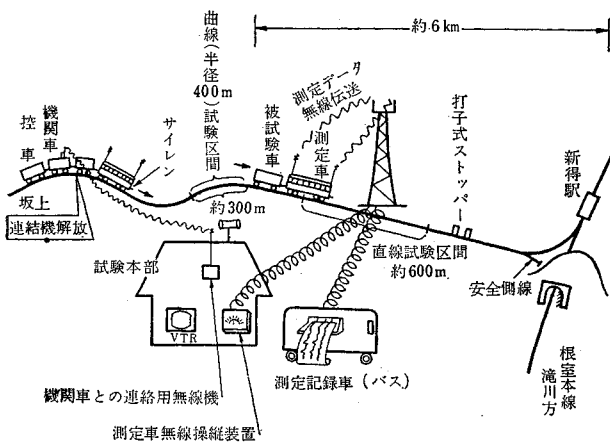 約6km
曲線(半径
400m)試験区間
控車
機関車
サイレン
被試験車
測定車
測定データ
無線伝送
打子式ストッパー
新得駅
坂上
連結機解放
約300m
試験本部
直線試験区間
約600m
安全側線
VTR
測定記録車(バス)
根室本線
滝川方
機関車との連絡用無線機
測定車無線操縦装置